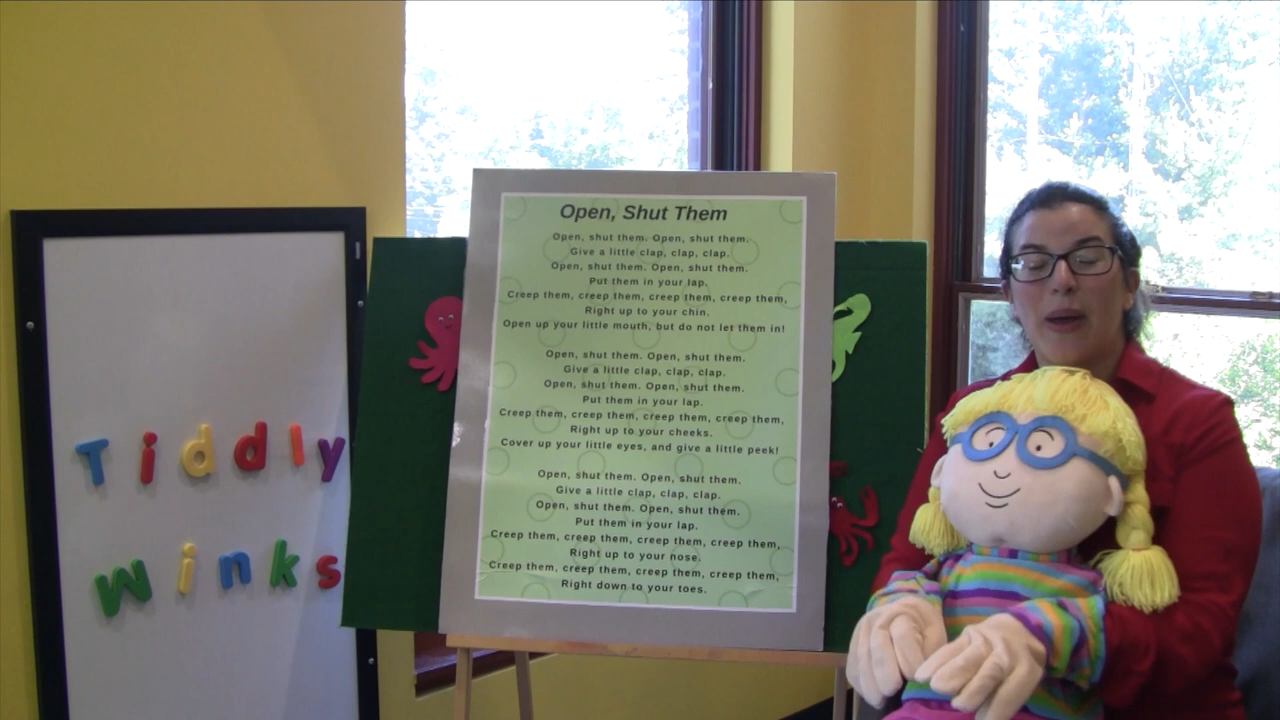 Tiddly
Winks
Open, Shut Them
Open, shut them. Open, shut them.
Give a little clap, clap, clap.
Open, shut them. Open, shut them.
Put them in your lap.
Creep them, creep them, creep them, creep them,
Right up to your chin.
Open up your little mouth, but do not let them in!
Open, shut them. Open, shut them.
Give a little clap, clap, clap.
Open, shut them. Open, shut them.
Put them in your lap.
Creep them, creep them, creep them, creep them,
Right up to your cheeks.
Cover up your little eyes, and give a little peek!
Open, shut them. Open, shut them.
Give a little clap, clap, clap.
Open, shut them. Open, shut them.
Put them in your lap.
Creep them, creep them, creep them, creep them,
Right up to your nose.
Creep them, creep them, creep them, creep them,
Right down to your toes.